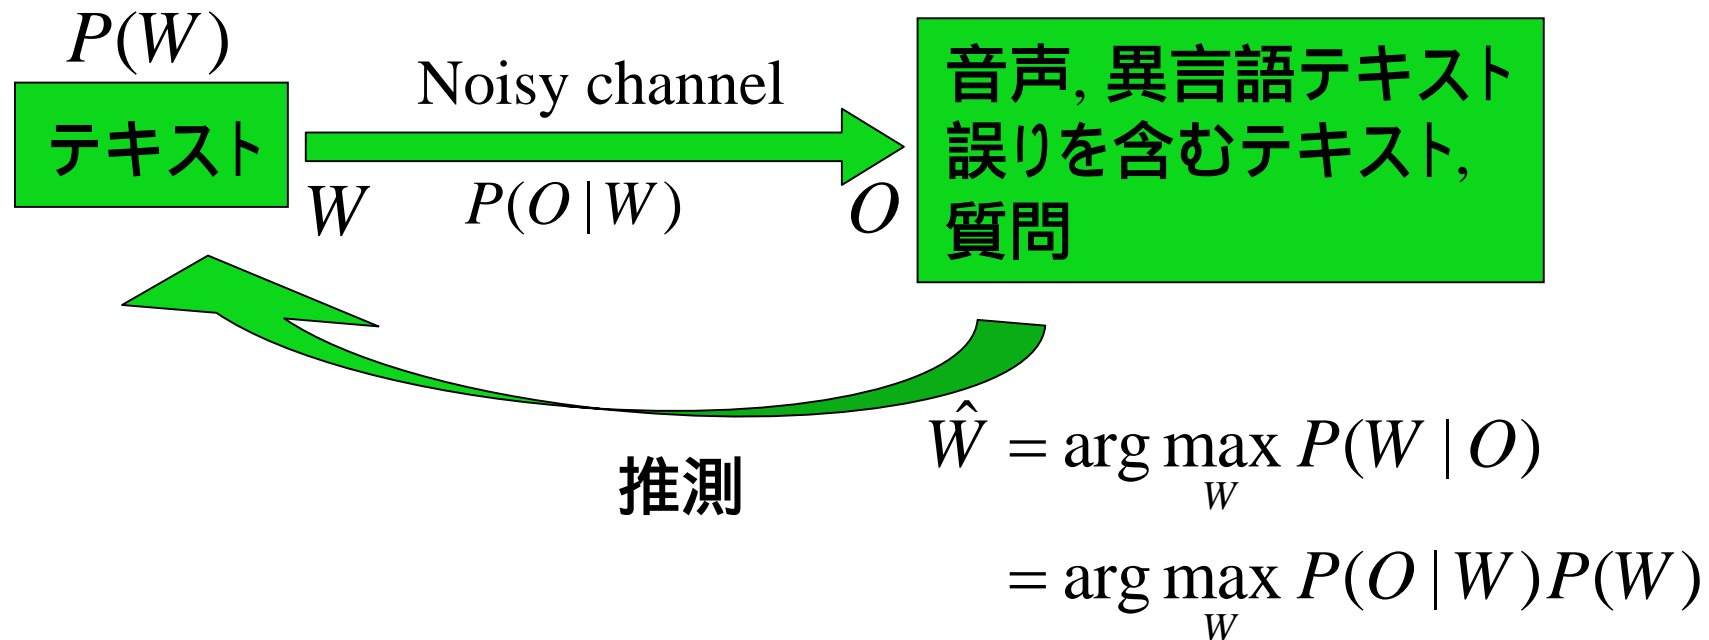 P(W)
テキスト
Noisy channel
W
P(O | W)
O
音声, 異言語テキスト
誤りを含むテキスト,
質問
推測
Ŵ = arg max P(W | O)
W
= arg max P(O | W)P(W)
W